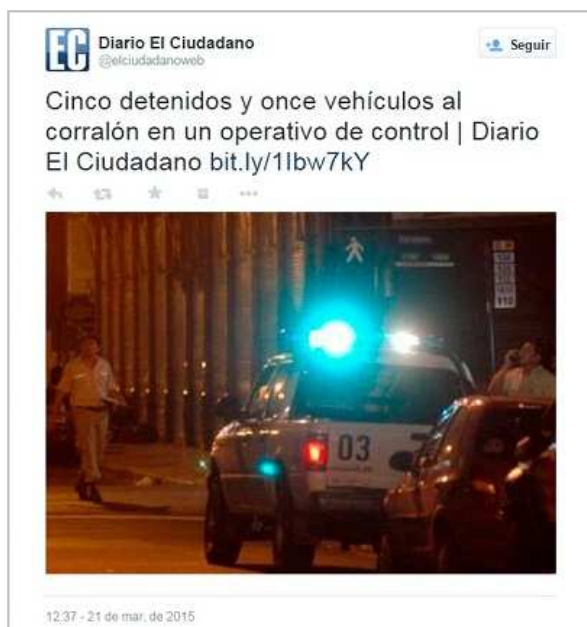 EC
Diario El Ciudadano
@elciudadanoweb
Seguir
Cinco detenidos y once vehículos al
corralón en un operativo de control | Diario
El Ciudadano bit.ly/1Ibw7kY
03
110
12:37 - 21 de mar. de 2015